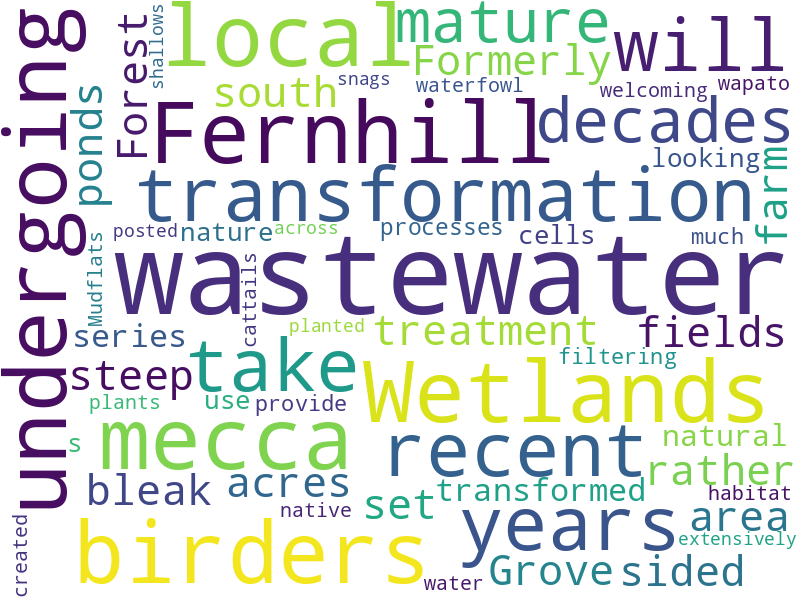 undergoing
Forest
shallows
local
mature
will
Formerly
ponds
south
snags
waterfowl
welcoming
wapato
Fernhill
decades
looking
farm
transformation
posted
nature
across
processes
cells
much
Mudflats
cattails
wastewater
series
planted
treatment
fields
steep
take
filtering
plants
use
provide
Wetlands
s
mecca
recent
natural
rather
bleak
acres
set
transformed
habitat
native
years
area
created
birders
extensively
water
Grove
sided